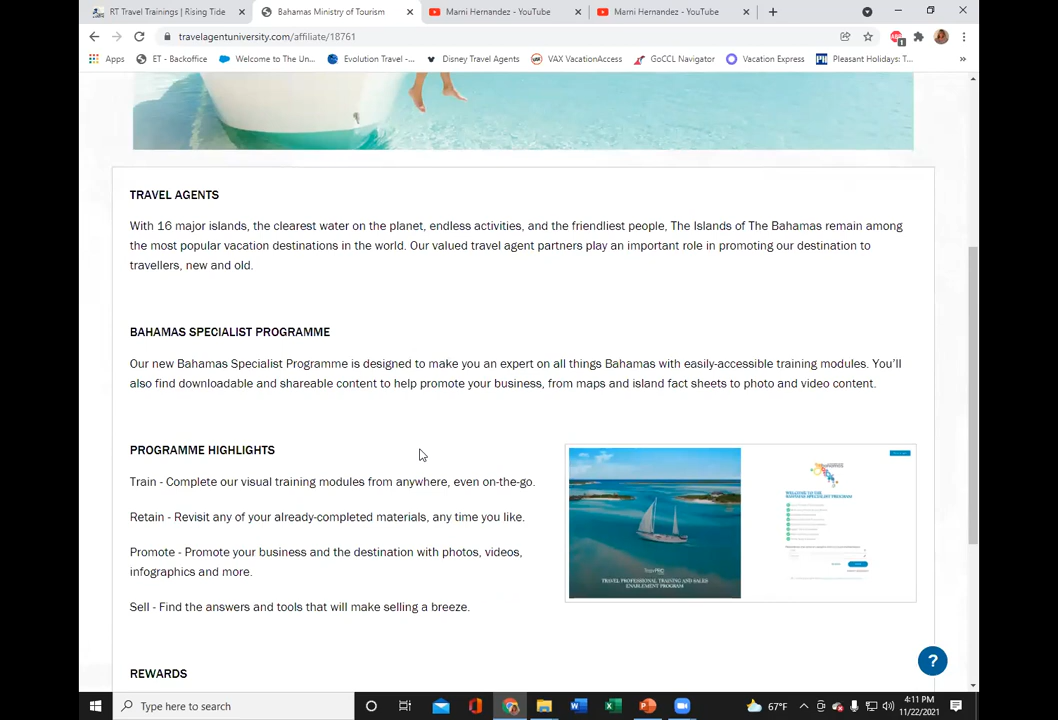 RT Travel Trainings | Rising Tide
Bahamas Ministry of Tourism
Marni Hernandez - YouTube
Marni Hernandez - YouTube
travelagentuniversity.com/affiliate/18761
Apps
ET - Backoffice
Welcome to The Un...
Evolution Travel -...
Disney Travel Agents
VAX VacationAccess
GoCCL Navigator
Vacation Express
Pleasant Holidays: T...
TRAVEL AGENTS
With 16 major islands, the clearest water on the planet, endless activities, and the friendliest people, The Islands of The Bahamas remain among
the most popular vacation destinations in the world. Our valued travel agent partners play an important role in promoting our destination to
travellers, new and old.
BAHAMAS SPECIALIST PROGRAMME
Our new Bahamas Specialist Programme is designed to make you an expert on all things Bahamas with easily-accessible training modules. You'll
also find downloadable and shareable content to help promote your business, from maps and island fact sheets to photo and video content.
PROGRAMME HIGHLIGHTS
Train - Complete our visual training modules from anywhere, even on-the-go.
Retain - Revisit any of your already-completed materials, any time you like.
Promote - Promote your business and the destination with photos, videos,
infographics and more.
Sell - Find the answers and tools that will make selling a breeze.
TRAVEL PROFESSIONAL TRAINING AND SALES
ENABLEMENT PROGRAM
WELCOME TO THE
BAHAMAS SPECIALIST PROGRAM
REWARDS
?
Type here to search
67°F
4:11 PM
11/22/2021